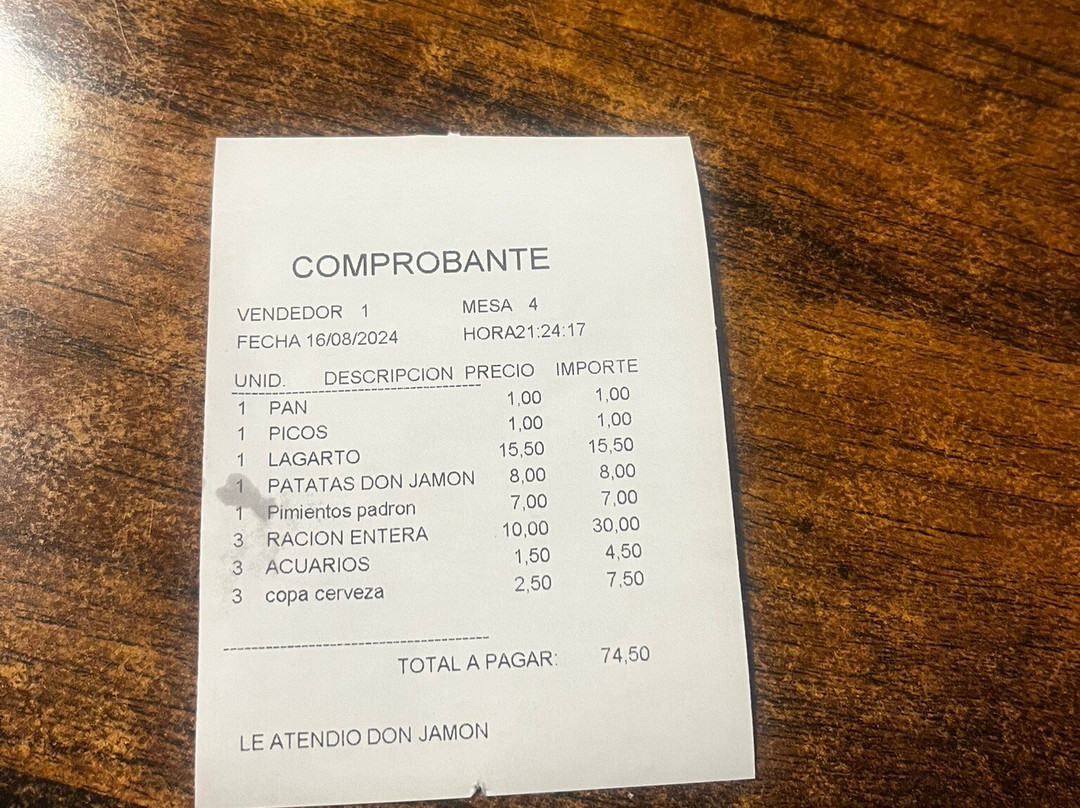 COMPROBANTE
VENDEDOR 1 MESA 4
FECHA 16/08/2024 HORA21:24:17
UNID. DESCRIPCION PRECIO IMPORTE
1 PAN 1,00 1,00
1 PICOS 1,00 1,00
1 LAGARTO 15,50 15,50
1 PATATAS DON JAMON 8,00 8,00
1 Pimientos padron 7,00 7,00
3 RACION ENTERA 10,00 30,00
3 ACUARIOS 1,50 4,50
3 copa cerveza 2,50 7,50
TOTAL A PAGAR: 74,50
LE ATENDIO DON JAMON